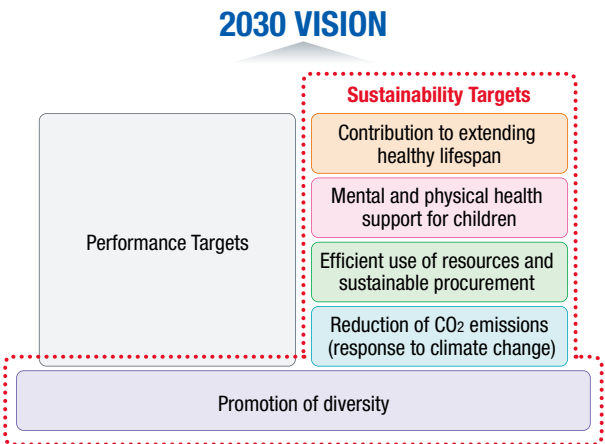 2030 VISION
Sustainability Targets
Contribution to extending
healthy lifespan
Mental and physical health
support for children
Performance Targets
Efficient use of resources and
sustainable procurement
Reduction of CO2 emissions
(response to climate change)
Promotion of diversity